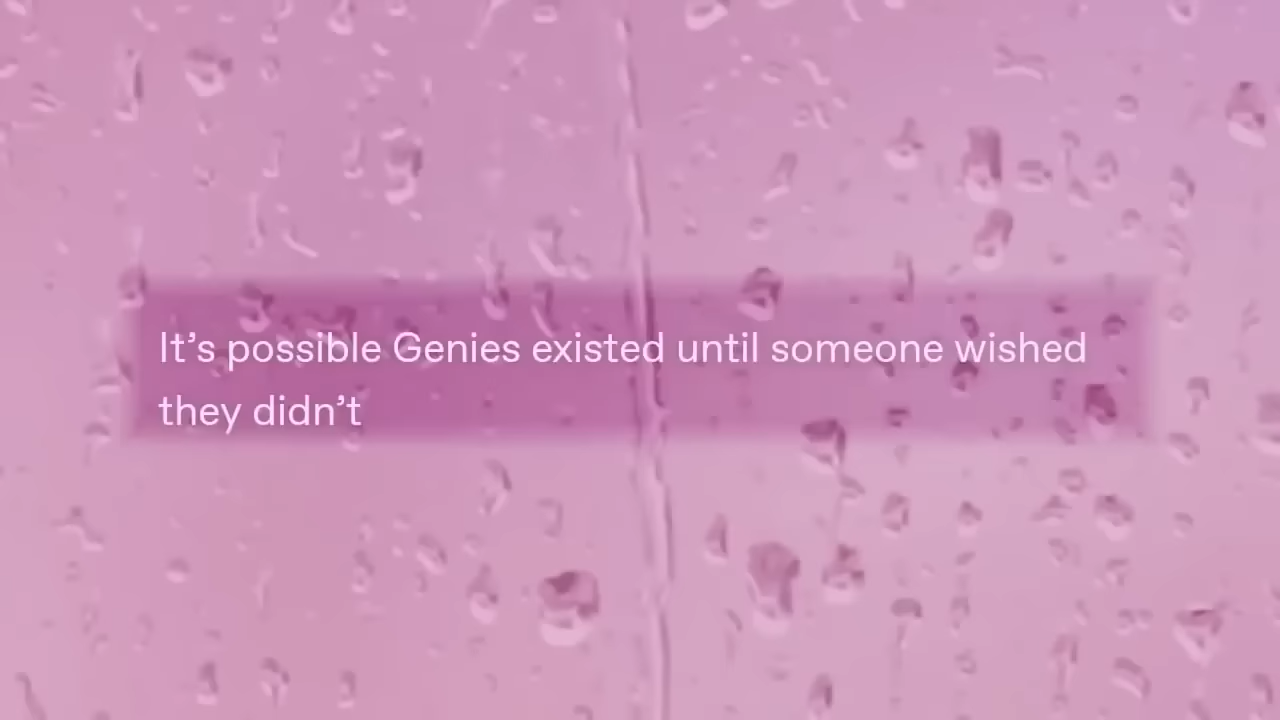 It’s possible Genies existed until someone wished
they didn’t